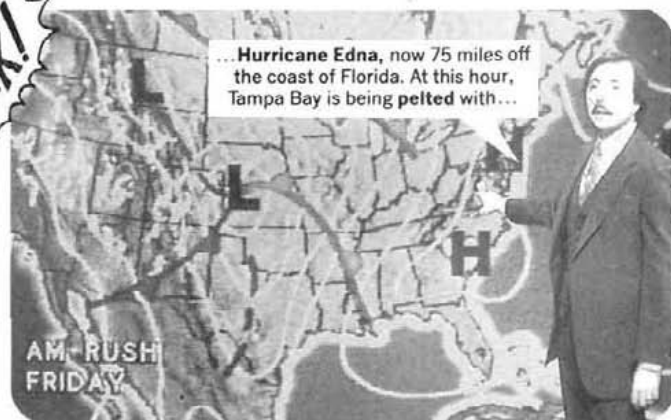 K!
...Hurricane Edna, now 75 miles off
the coast of Florida. At this hour,
Tampa Bay is being pelted with...
L
L
H
H
AM-RUSH
FRIDAY